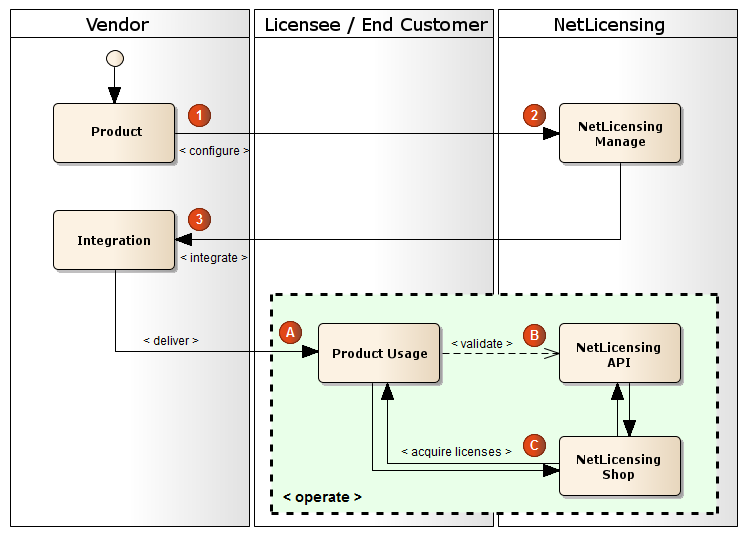 Vendor
Licensee / End Customer
NetLicensing
1
2
Product
NetLicensing
Manage
< configure >
3
Integration
< integrate >
A
B
< deliver >
Product Usage
< validate >
NetLicensing
API
C
< acquire licenses >
NetLicensing
Shop
< operate >